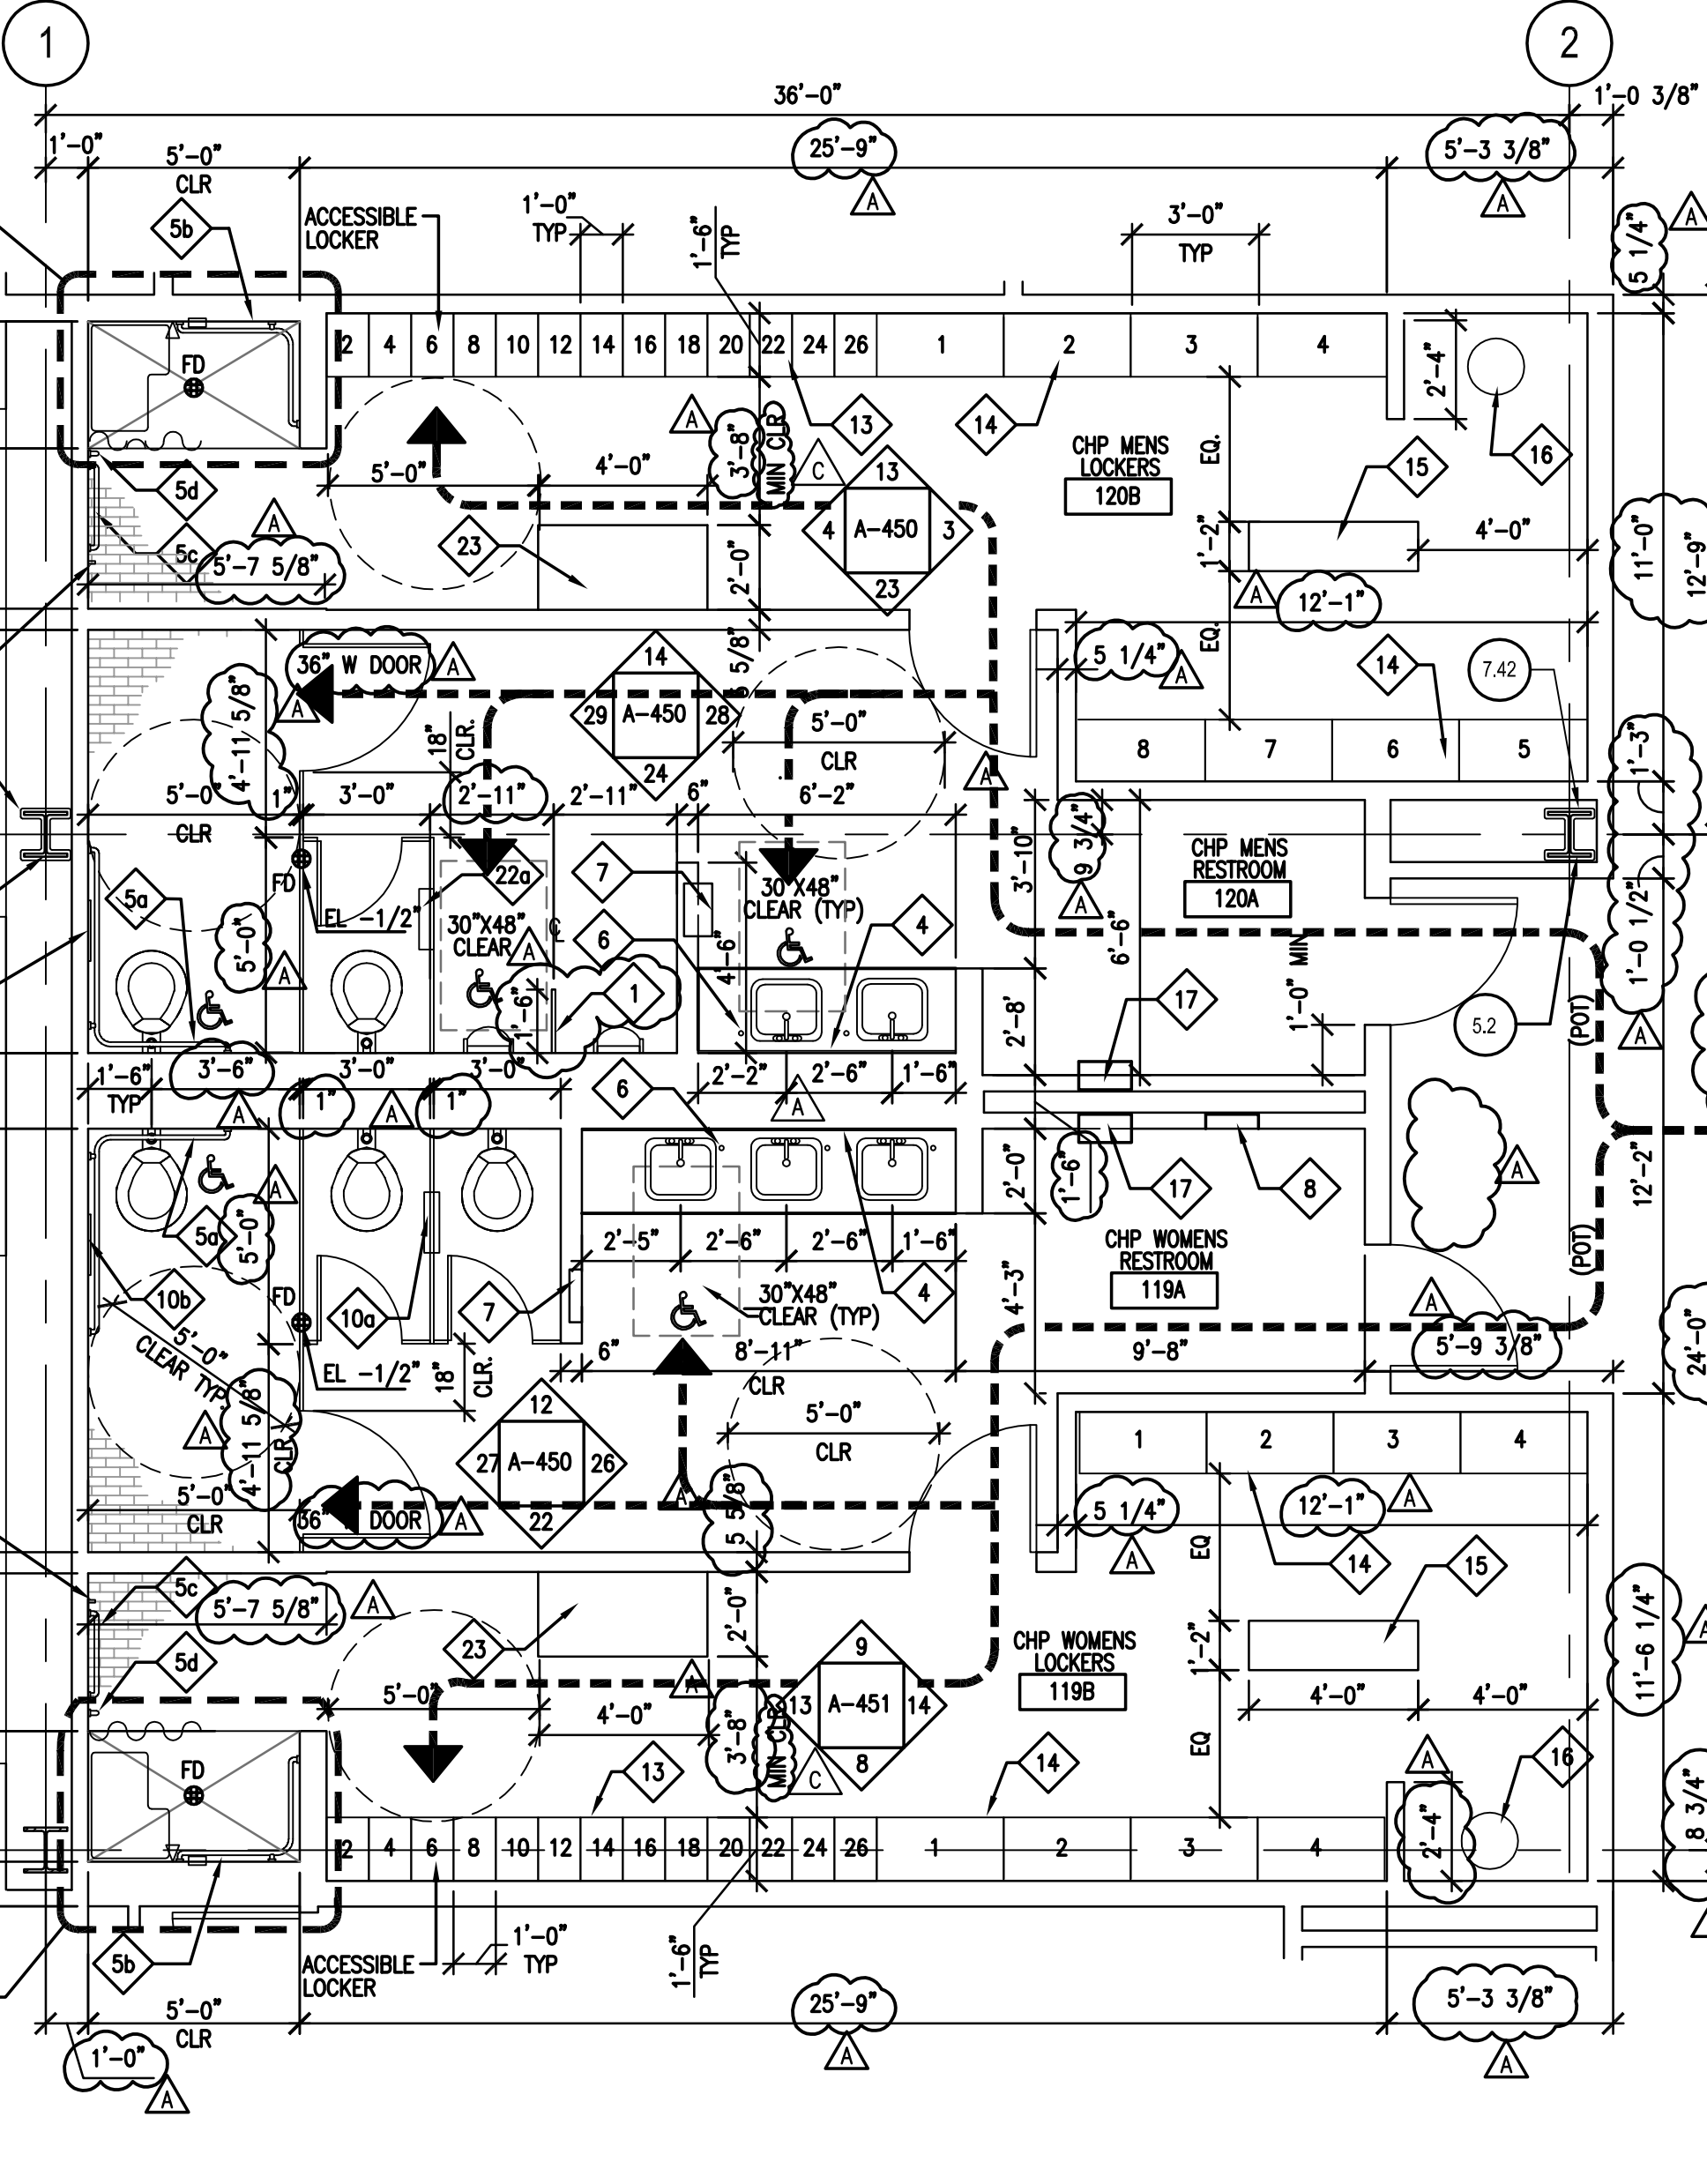 1
2
36'-0"
1'-0 3/8"
1'-0"
5'-0"
CLR
25'-9"
A
5'-3 3/8"
A
5b
ACCESSIBLE
LOCKER
1'-0"
TYP
1'-6"
TYP
3'-0"
TYP
5 1/4"
A
2 4 6 8 10 12 14 16 18 20 22 24 26 1 2 3 4
FD
2'-4"
A
3'-8"
MIN CLR
C
13
14
CHP MENS
LOCKERS
120B
EQ.
15
16
5'-0"
4'-0"
5d
A
5c
5'-7 5/8"
23
2'-0"
13
4 A-450 3
23
1'-2"
4'-0"
11'-0"
12'-9"
A
12'-1"
36" W DOOR
A
A
4'-11 5/8"
14
29 A-450 28
24
5/8"
5'-0"
CLR
5 1/4"
A
EQ.
14
7.42
18"
CLR.
8 7 6 5
A
1'-3"
5'-0"
CLR
1"
3'-0"
2'-11"
2'-11"
6"
6'-2"
3'-10"
9 3/4"
A
CHP MENS
RESTROOM
120A
5a
FD
EL -1/2"
22a
30"X48"
CLEAR
A
7
6
30"X48"
CLEAR (TYP)
4
6'-6"
1'-0" MIN
5'-0"
A
1'-6"
1
4'-6"
17
5.2
(POT)
1'-0 1/2"
A
2'-8'
1'-6"
TYP
3'-6"
3'-0"
3'-0"
2'-2"
2'-6"
1'-6"
A
1"
A
1"
6
A
A
5a
5'-0"
2'-0"
1'-6"
17
8
A
12'-2"
2'-5"
2'-6"
2'-6"
1'-6"
CHP WOMENS
RESTROOM
119A
(POT)
10b
FD
10a
7
30"X48"
CLEAR (TYP)
4
4'-3"
A
5'-0"
CLEAR TYP.
EL -1/2"
18"
CLR.
6"
8'-11"
CLR
9'-8"
5'-9 3/8"
24'-0"
A
4'-11 5/8"
CLR
12
27 A-450 26
22
5'-0"
CLR
1 2 3 4
5'-0"
CLR
36" DOOR
A
A
5 5/8"
5 1/4"
A
12'-1"
A
EQ
14
15
5c
5'-7 5/8"
A
5d
23
2'-0"
9
13 A-451 14
8
CHP WOMENS
LOCKERS
119B
1'-2"
11'-6 1/4"
A
5'-0"
4'-0"
A
3'-8"
MIN CLR
C
4'-0"
4'-0"
EQ
FD
13
14
A
16
2'-4"
8 3/4"
2 4 6 8 10 12 14 16 18 20 22 24 26 1 2 3 4
5b
ACCESSIBLE
LOCKER
1'-0"
TYP
1'-6"
TYP
5'-0"
CLR
25'-9"
A
5'-3 3/8"
A
1'-0"
A